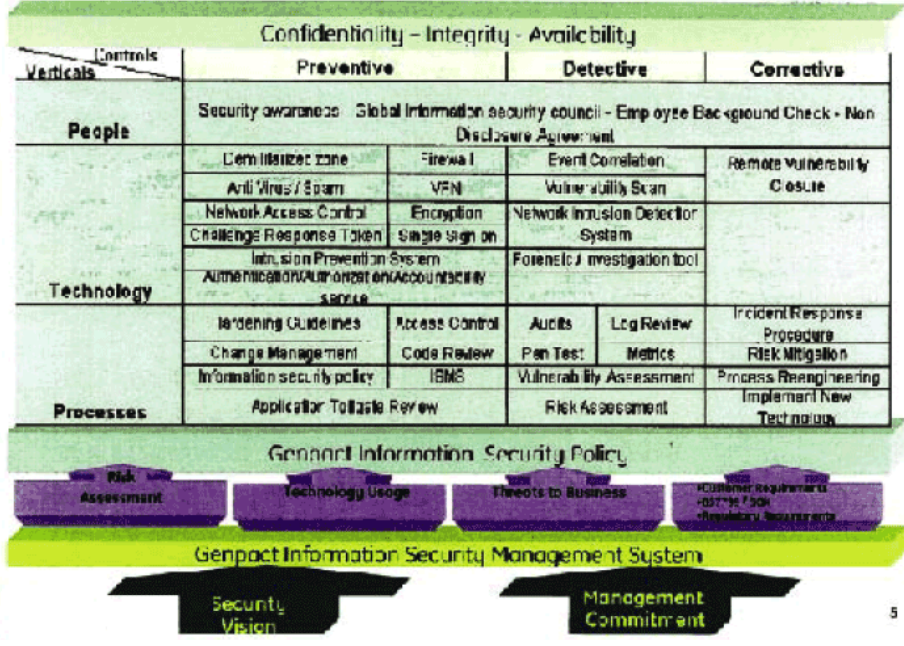 Confidentiality - Integrity - Availability
Controls
Verticals
Preventive Detective Corrective
People
Security awareness Global Information security council - Employee Background Check - Non
Disclosure Agreement
Technology
Demilitarized zone Firewall Event Correlation Remote Vulnerability
Closure
Anti Virus / Spam VPN Vulnerability Scan
Network Access Control Encryption Network Intrusion Detection
System
Challenge Response Token Single Sign on
Intrusion Prevention System Forensic / Investigation tool
Authentication/Authorization/Accountability
service
Processes
Hardening Guidelines Access Control Audits Log Review Incident Response
Procedure
Change Management Code Review Pen Test Metrics Risk Mitigation
Information security policy ISMS Vulnerability Assessment Process Reengineering
Application Tollgate Review Risk Assessment Implement New
Technology
Genpact Information Security Policy
Risk
Assessment
Technology Usage
Threats to Business
•Customer Requirements
•Regulatory Requirements
Genpact Information Security Management System
Security
Vision
Management
Commitment
5